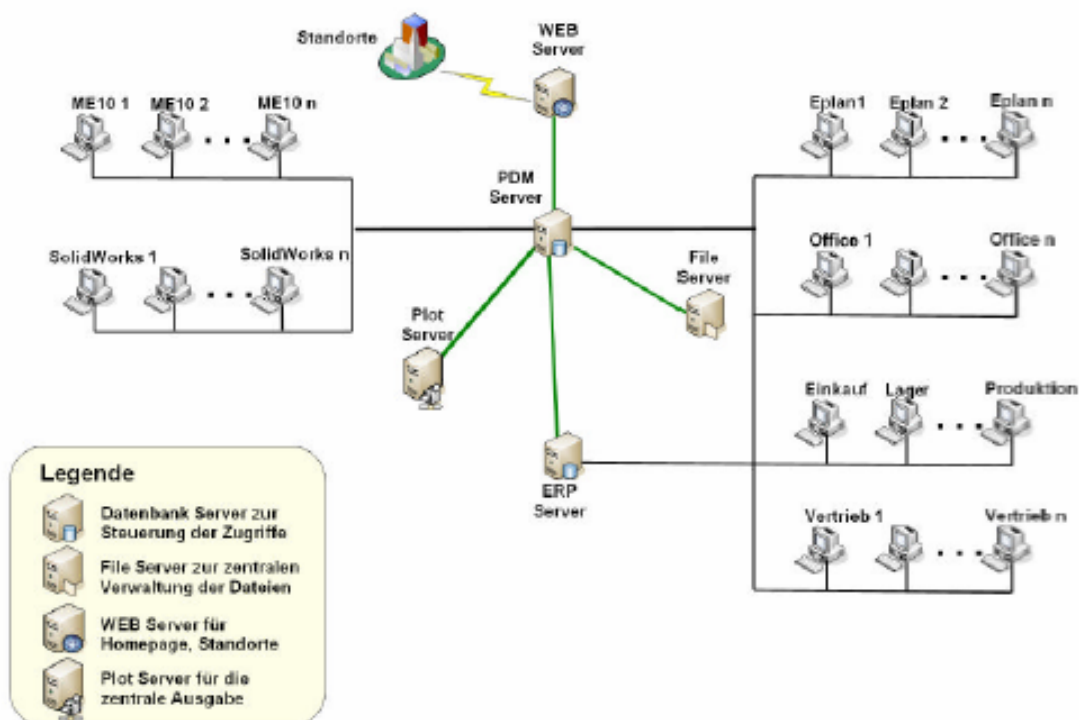 Standorte
WEB
Server
ME10 1
ME10 2
ME10 n
Eplan1
Eplan 2
Eplan n
PDM
Server
SolidWorks 1
SolidWorks n
Office 1
Office n
File
Server
Plot
Server
Einkauf
Lager
Produktion
ERP
Server
Vertrieb 1
Vertrieb n
Legende
Datenbank Server zur
Steuerung der Zugriffe
File Server zur zentralen
Verwaltung der Dateien
WEB Server für
Homepage, Standorte
Plot Server für die
zentrale Ausgabe